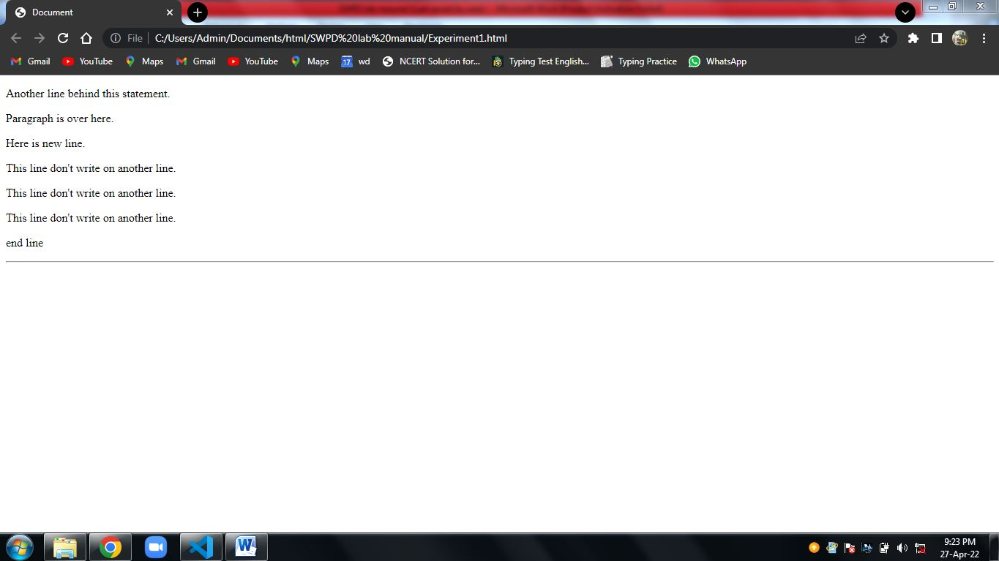 Document
File
C:/Users/Admin/Documents/html/SWPD%20lab%20manual/Experiment1.html
Gmail YouTube Maps Gmail YouTube Maps 17 wd NCERT Solution for... Typing Test English... Typing Practice WhatsApp
Another line behind this statement.
Paragraph is over here.
Here is new line.
This line don't write on another line.
This line don't write on another line.
This line don't write on another line.
end line
W
9:23 PM
27-Apr-22